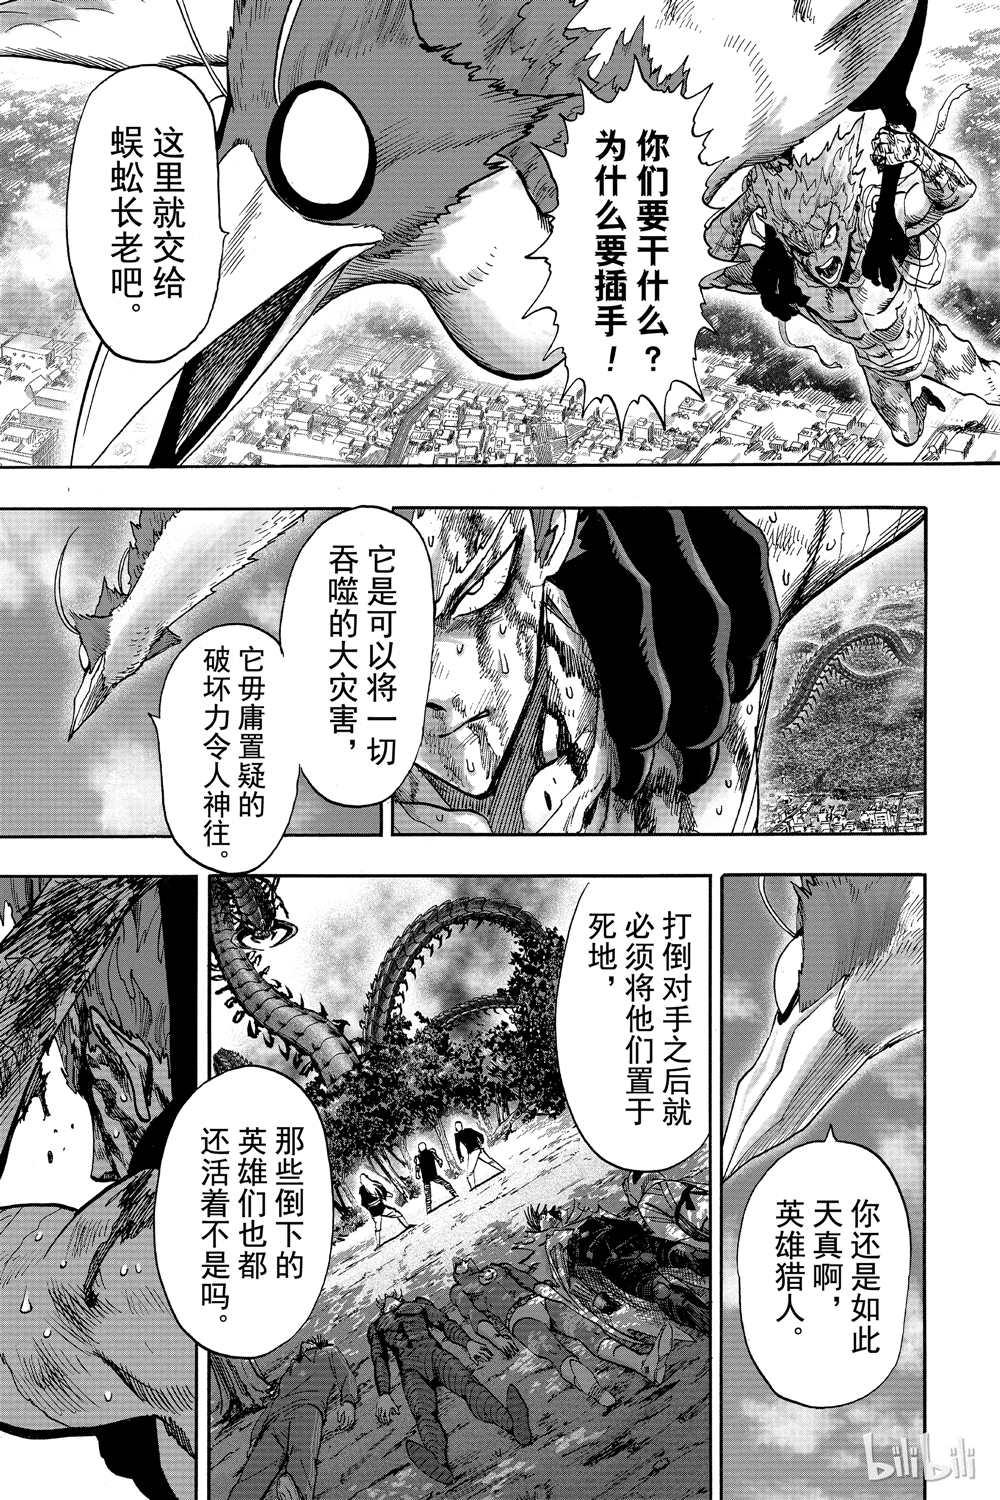 你们要干什么？
为什么要插手！
这里就交给
蜈蚣长老吧。
它是可以将一切
吞噬的大灾害，
它毋庸置疑的
破坏力令人神往。
你还是如此
天真啊，
英雄猎人。
打倒对手之后就
必须将他们置于
死地，
那些倒下的
英雄们也都
还活着不是吗。
bilibili